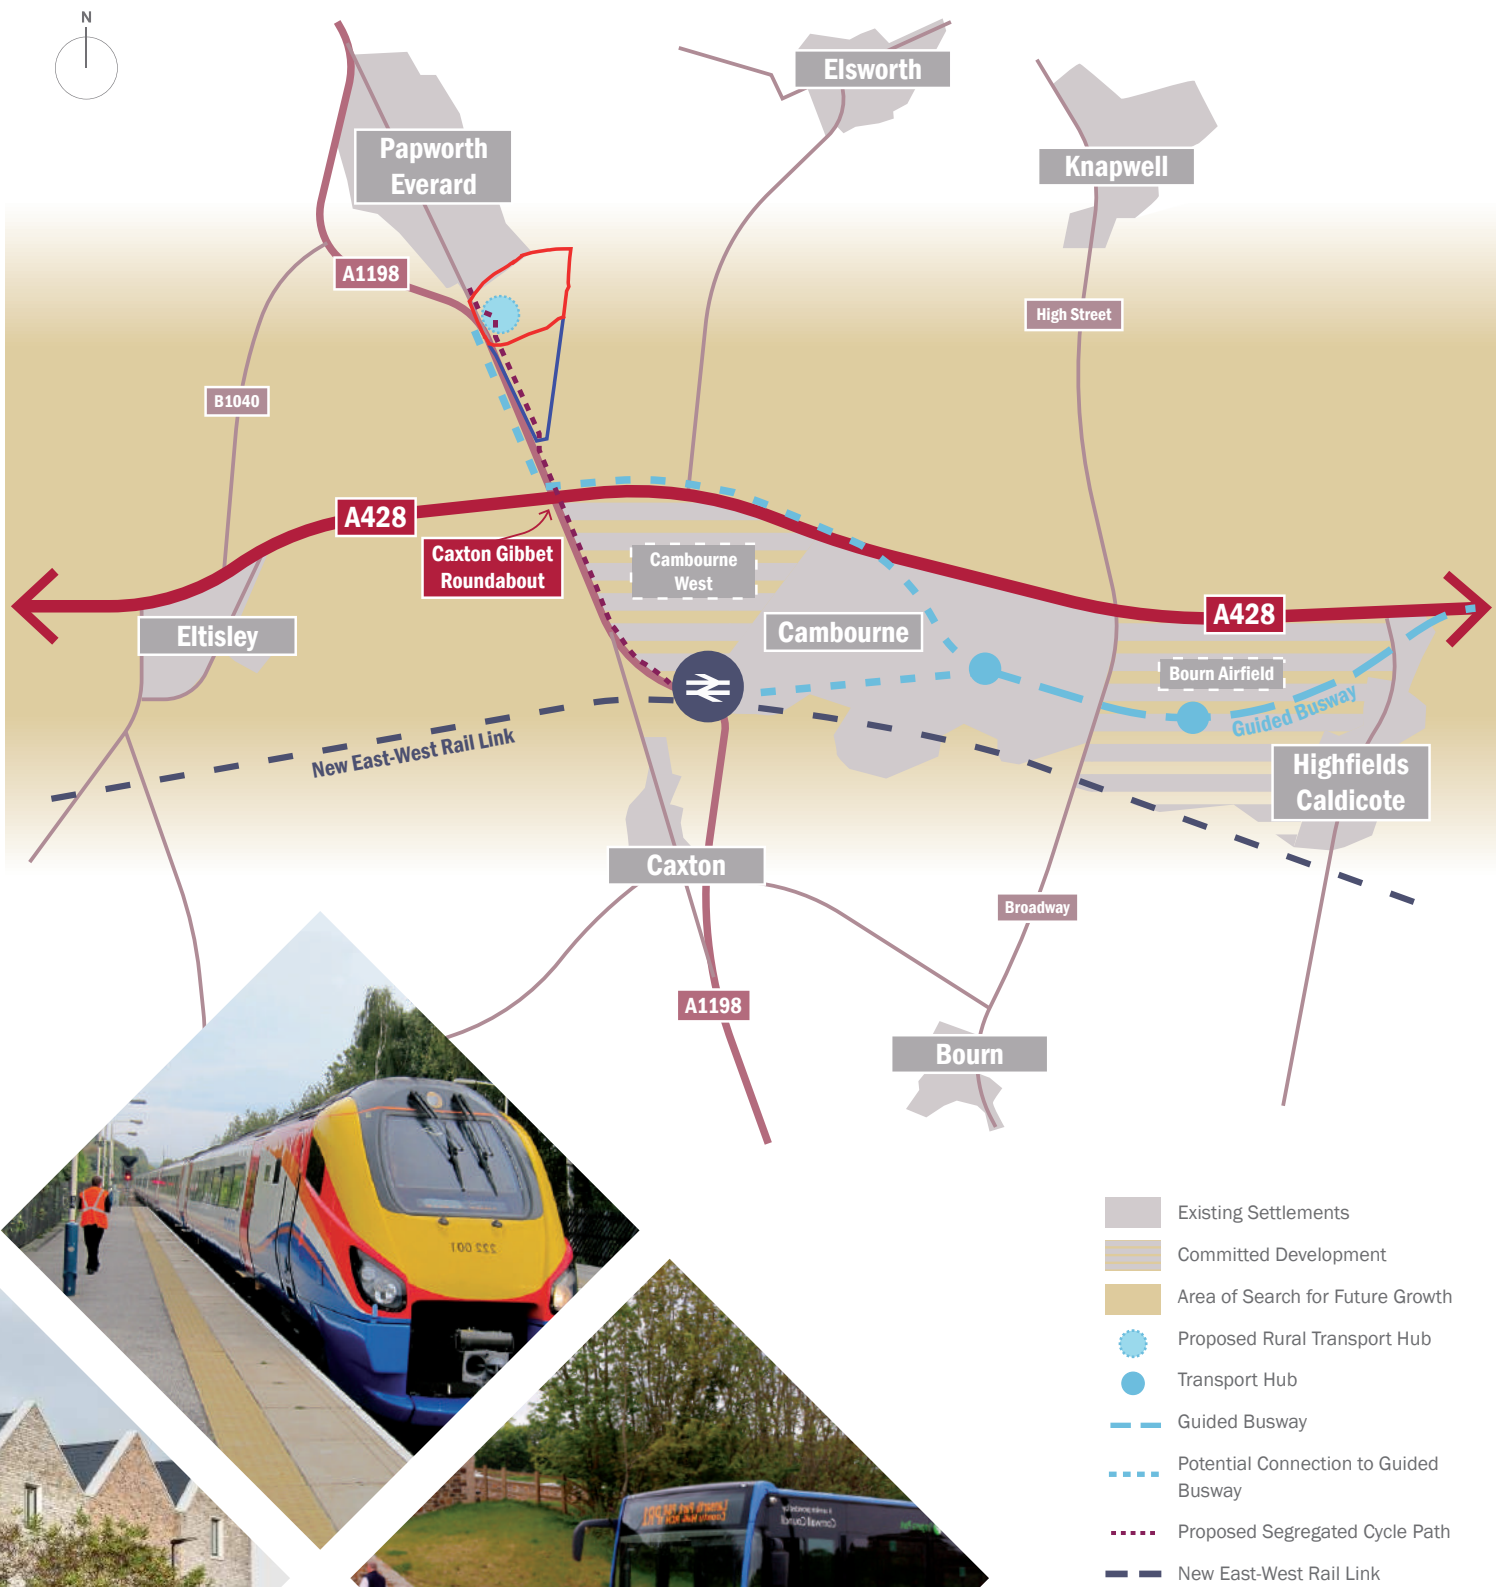 N
Elsworth
Papworth
Everard
Knapwell
A1198
High Street
B1040
A428
Caxton Gibbet
Roundabout
Cambourne
West
Cambourne
A428
Eltisley
Bourn Airfield
Guided Busway
New East-West Rail Link
Highfields
Caldicote
Caxton
Broadway
A1198
Bourn
222 001
Existing Settlements
Committed Development
Area of Search for Future Growth
Proposed Rural Transport Hub
Transport Hub
Guided Busway
Potential Connection to Guided
Busway
Proposed Segregated Cycle Path
New East-West Rail Link
Cornwall Council